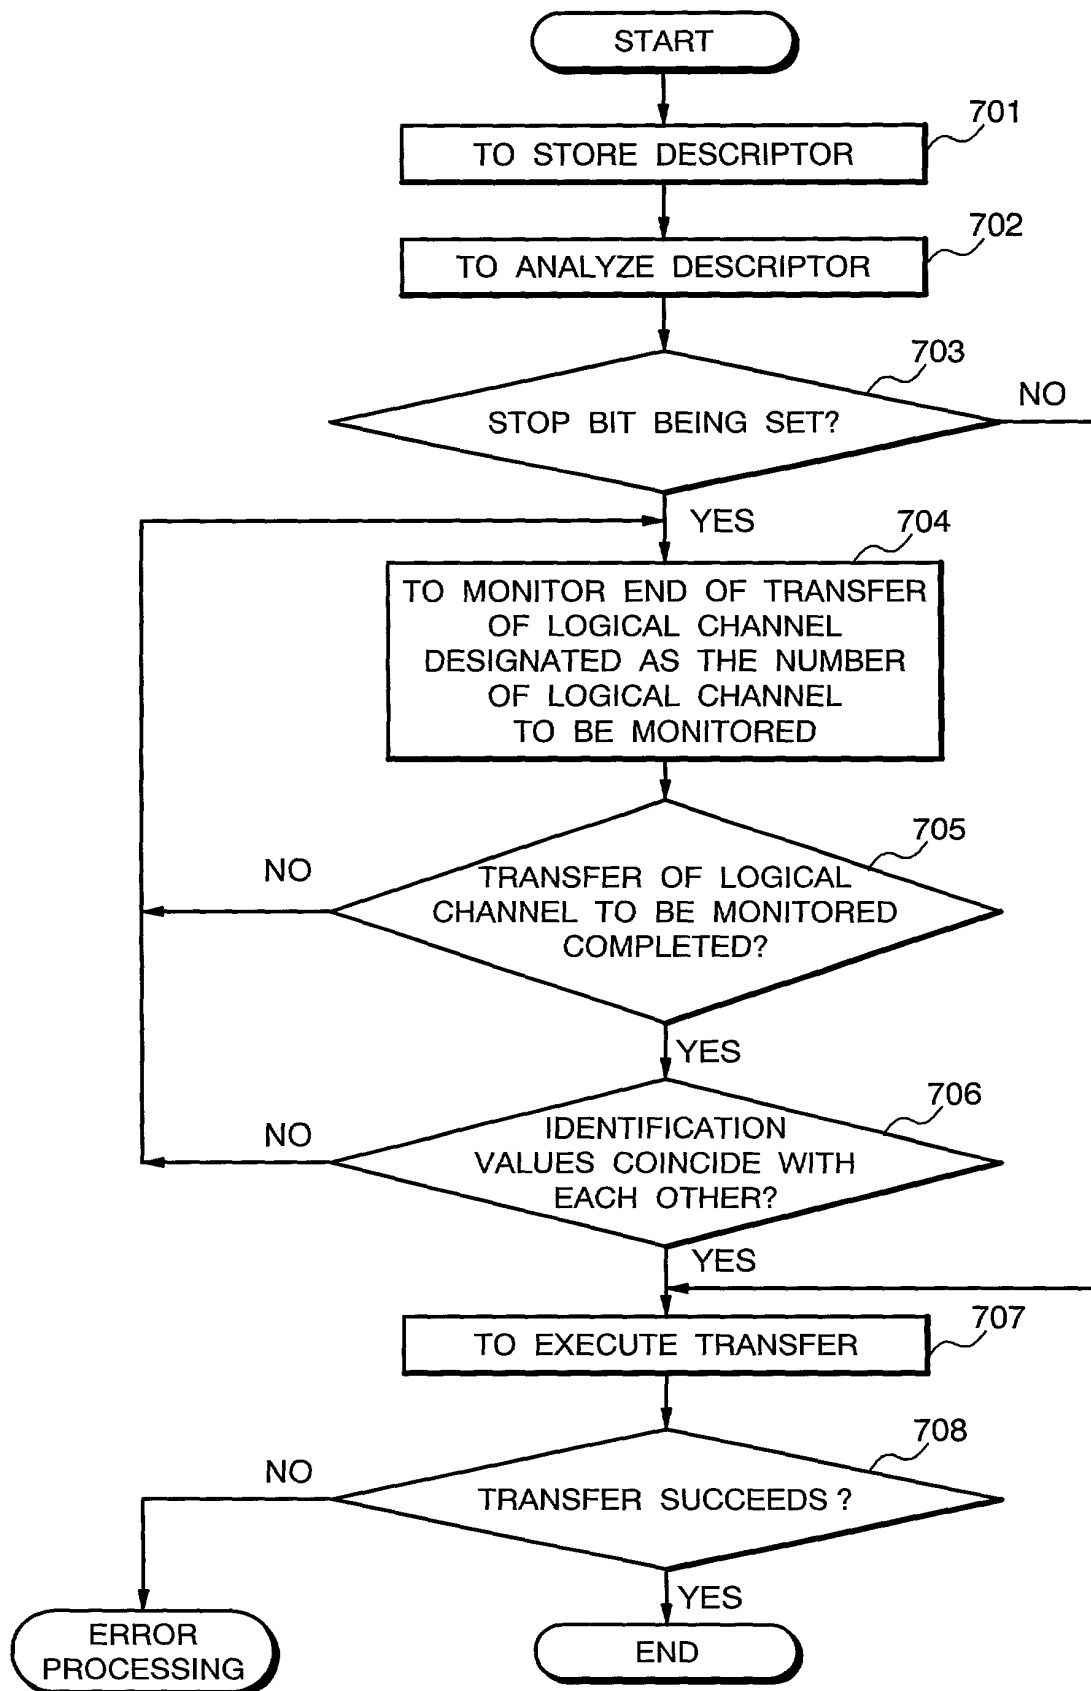 START
701
TO STORE DESCRIPTOR
702
TO ANALYZE DESCRIPTOR
703
NO
STOP BIT BEING SET?
YES
704
TO MONITOR END OF TRANSFER
OF LOGICAL CHANNEL
DESIGNATED AS THE NUMBER
OF LOGICAL CHANNEL
TO BE MONITORED
705
NO
TRANSFER OF LOGICAL
CHANNEL TO BE MONITORED
COMPLETED?
YES
706
NO
IDENTIFICATION
VALUES COINCIDE WITH
EACH OTHER?
YES
707
TO EXECUTE TRANSFER
708
NO
TRANSFER SUCCEEDS ?
YES
ERROR
PROCESSING
END